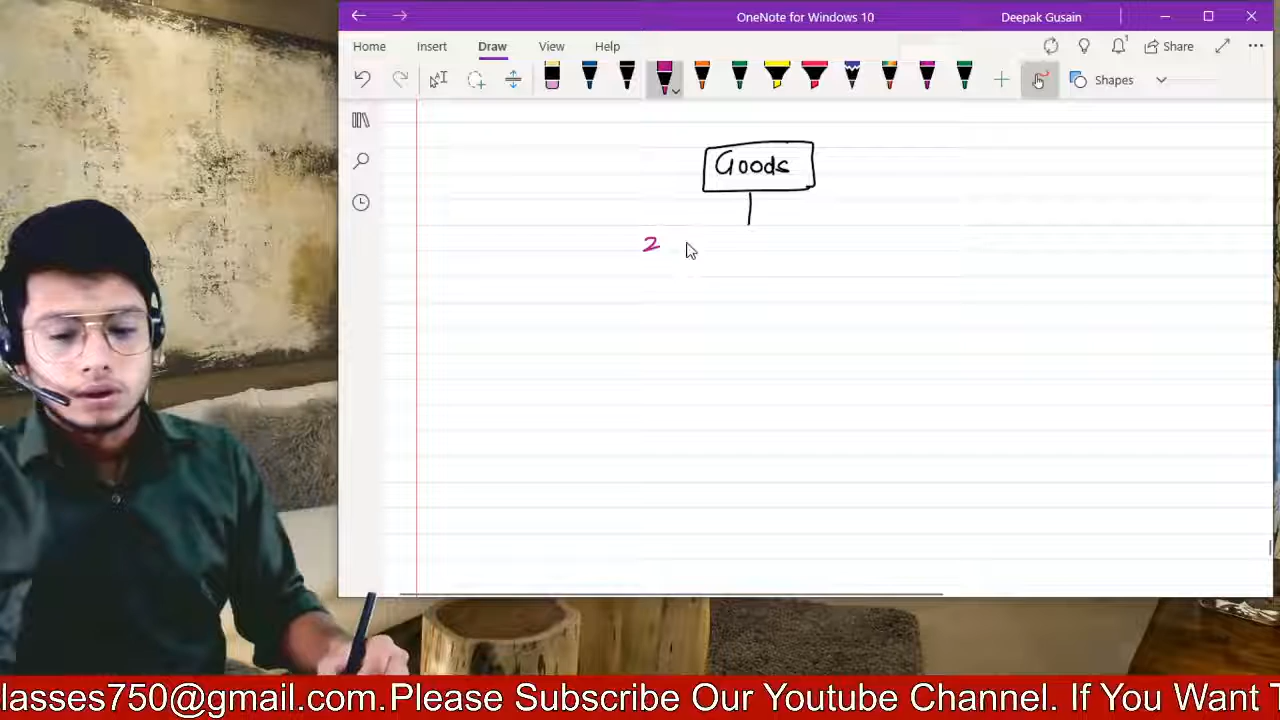 OneNote for Windows 10
Deepak Gusain
Home Insert Draw View Help
1
Share
Shapes
Goods
2
lasses750@gmail.com.Please Subscribe Our Youtube Channel. If You Want T